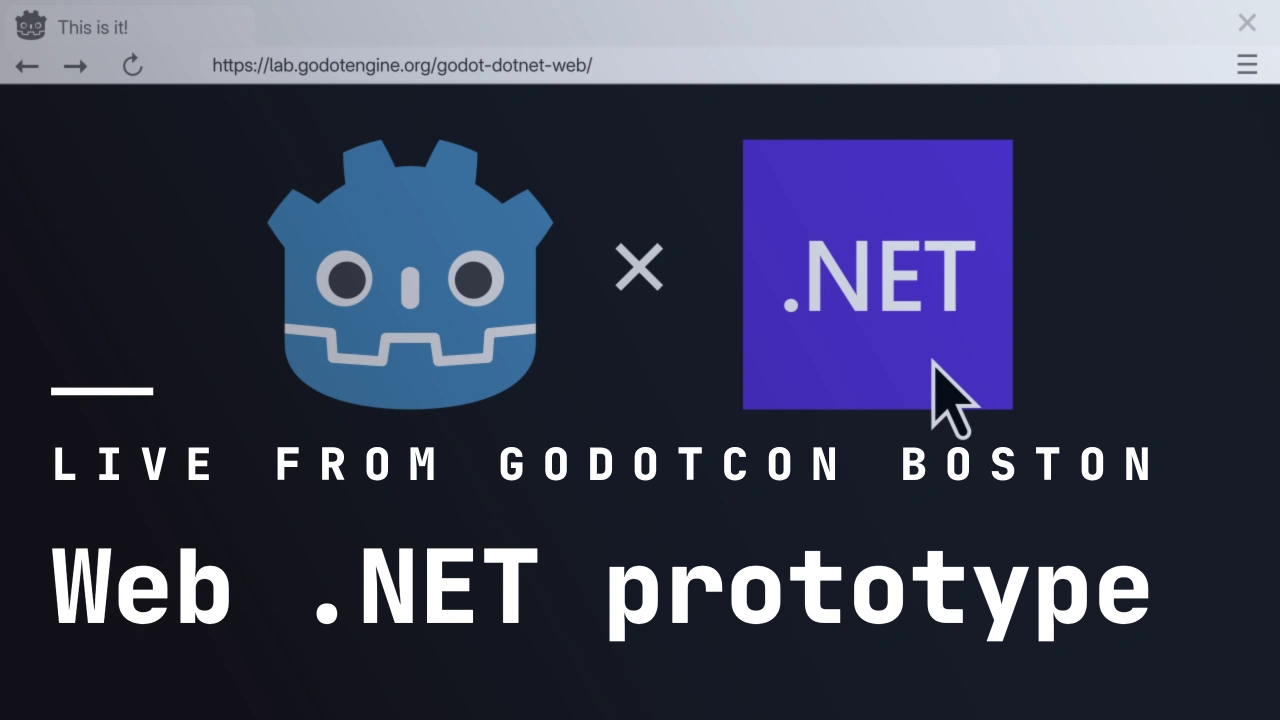 This is it!
https://lab.godotengine.org/godot-dotnet-web/
.NET
LIVE FROM GODOTCON BOSTON
Web .NET prototype